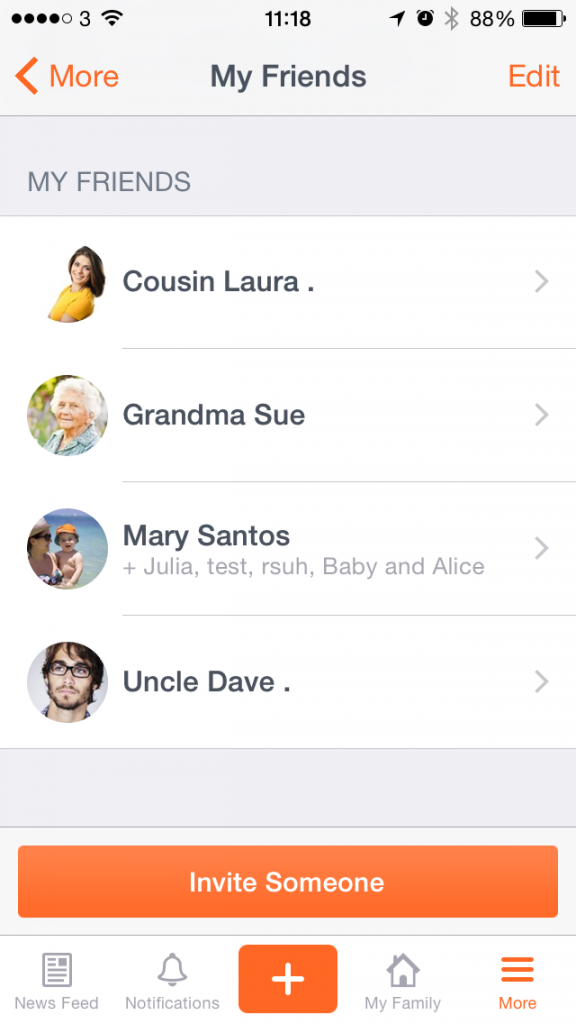 3 11:18 88%
More My Friends Edit
MY FRIENDS
Cousin Laura .
Grandma Sue
Mary Santos
+ Julia, test, rsuh, Baby and Alice
Uncle Dave .
Invite Someone
News Feed Notifications My Family More